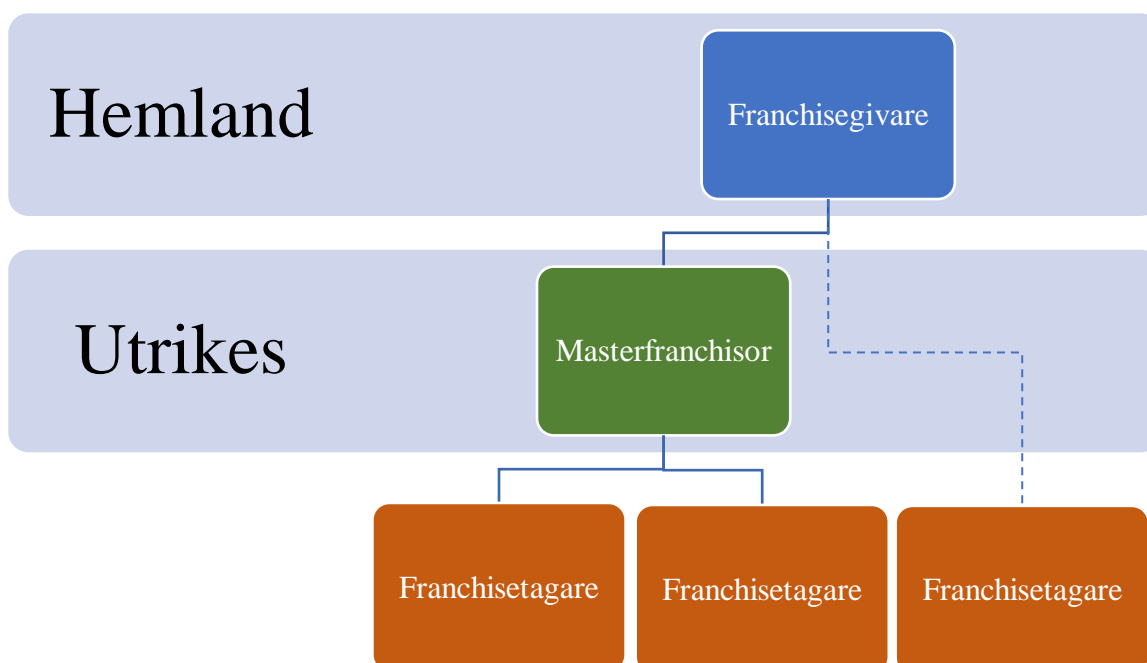 Hemland
Franchisegivare
Utrikes
Masterfranchisor
Franchisetagare
Franchisetagare
Franchisetagare